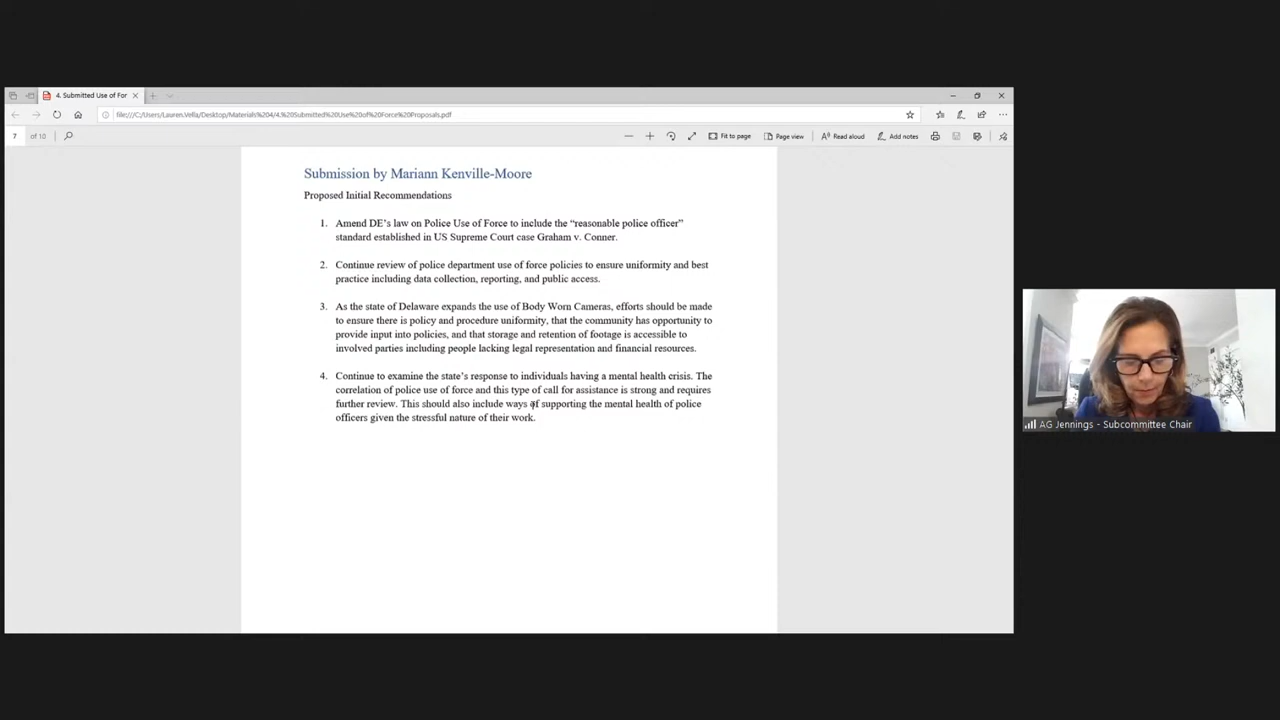 4. Submitted Use of For
file:///C:/Users/Lauren.Vella/Desktop/Materials%204/4.%20Submitted%20Use%20of%20Force%20Proposals.pdf
7 of 10
Fit to page
Page view
Read aloud
Add notes
Submission by Mariann Kenville-Moore
Proposed Initial Recommendations
1. Amend DE's law on Police Use of Force to include the “reasonable police officer”
standard established in US Supreme Court case Graham v. Conner.
2. Continue review of police department use of force policies to ensure uniformity and best
practice including data collection, reporting, and public access.
3. As the state of Delaware expands the use of Body Worn Cameras, efforts should be made
to ensure there is policy and procedure uniformity, that the community has opportunity to
provide input into policies, and that storage and retention of footage is accessible to
involved parties including people lacking legal representation and financial resources.
4. Continue to examine the state's response to individuals having a mental health crisis. The
correlation of police use of force and this type of call for assistance is strong and requires
further review. This should also include ways of supporting the mental health of police
officers given the stressful nature of their work.
AG Jennings - Subcommittee Chair